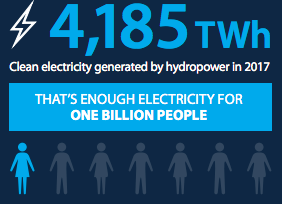 4,185 TWh
Clean electricity generated by hydropower in 2017
THAT'S ENOUGH ELECTRICITY FOR
ONE BILLION PEOPLE